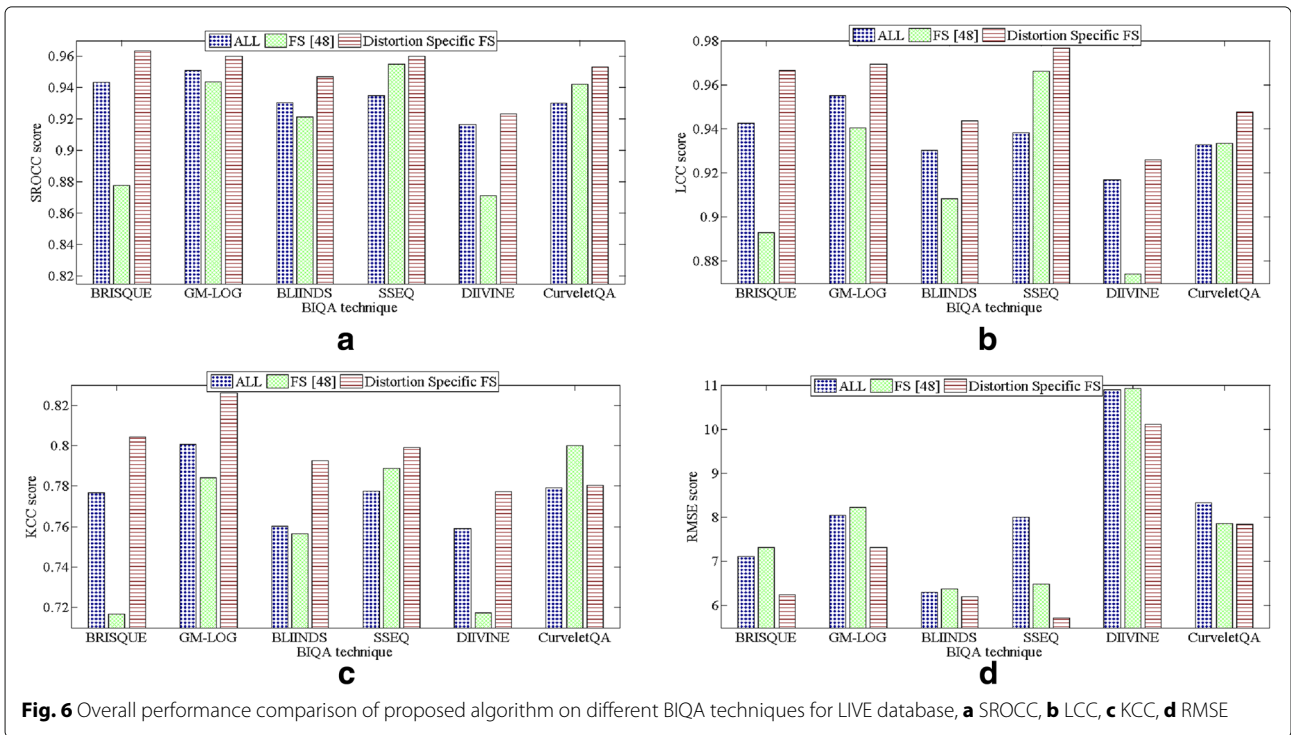 ALL FS [48] Distortion Specific FS
0.96
0.94
0.92
0.9
0.88
0.86
0.84
0.82
SROCC score
BRISQUE GM-LOG BLIINDS SSEQ DIIVINE CurveletQA
BIQA technique
a
ALL FS [48] Distortion Specific FS
0.98
0.96
0.94
0.92
0.9
0.88
LCC score
BRISQUE GM-LOG BLIINDS SSEQ DIIVINE CurveletQA
BIQA technique
b
ALL FS [48] Distortion Specific FS
0.82
0.8
0.78
0.76
0.74
0.72
KCC score
BRISQUE GM-LOG BLIINDS SSEQ DIIVINE CurveletQA
BIQA technique
c
ALL FS [48] Distortion Specific FS
11
10
9
8
7
6
RMSE score
BRISQUE GM-LOG BLIINDS SSEQ DIIVINE CurveletQA
BIQA technique
d
Fig. 6 Overall performance comparison of proposed algorithm on different BIQA techniques for LIVE database, a SROCC, b LCC, c KCC, d RMSE